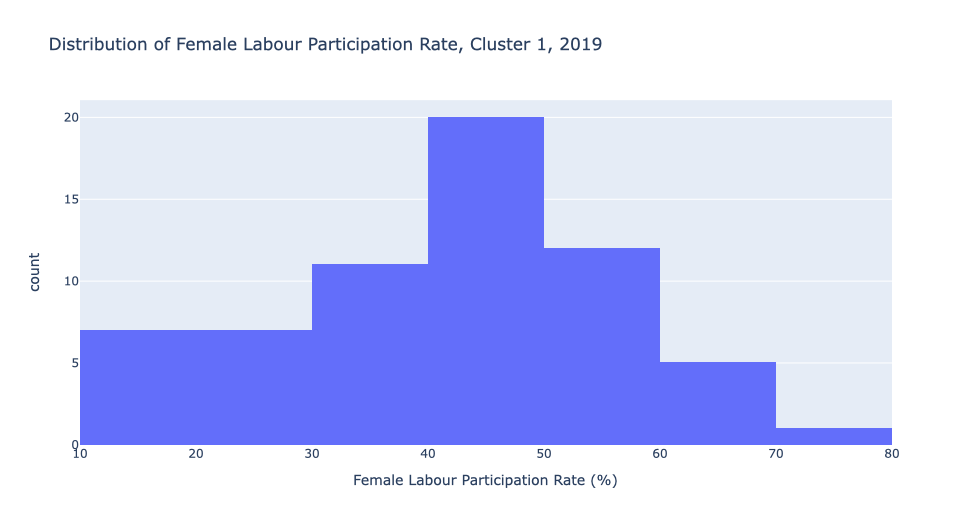 Distribution of Female Labour Participation Rate, Cluster 1, 2019
20
15
10
5
0
count
10 20 30 40 50 60 70 80
Female Labour Participation Rate (%)